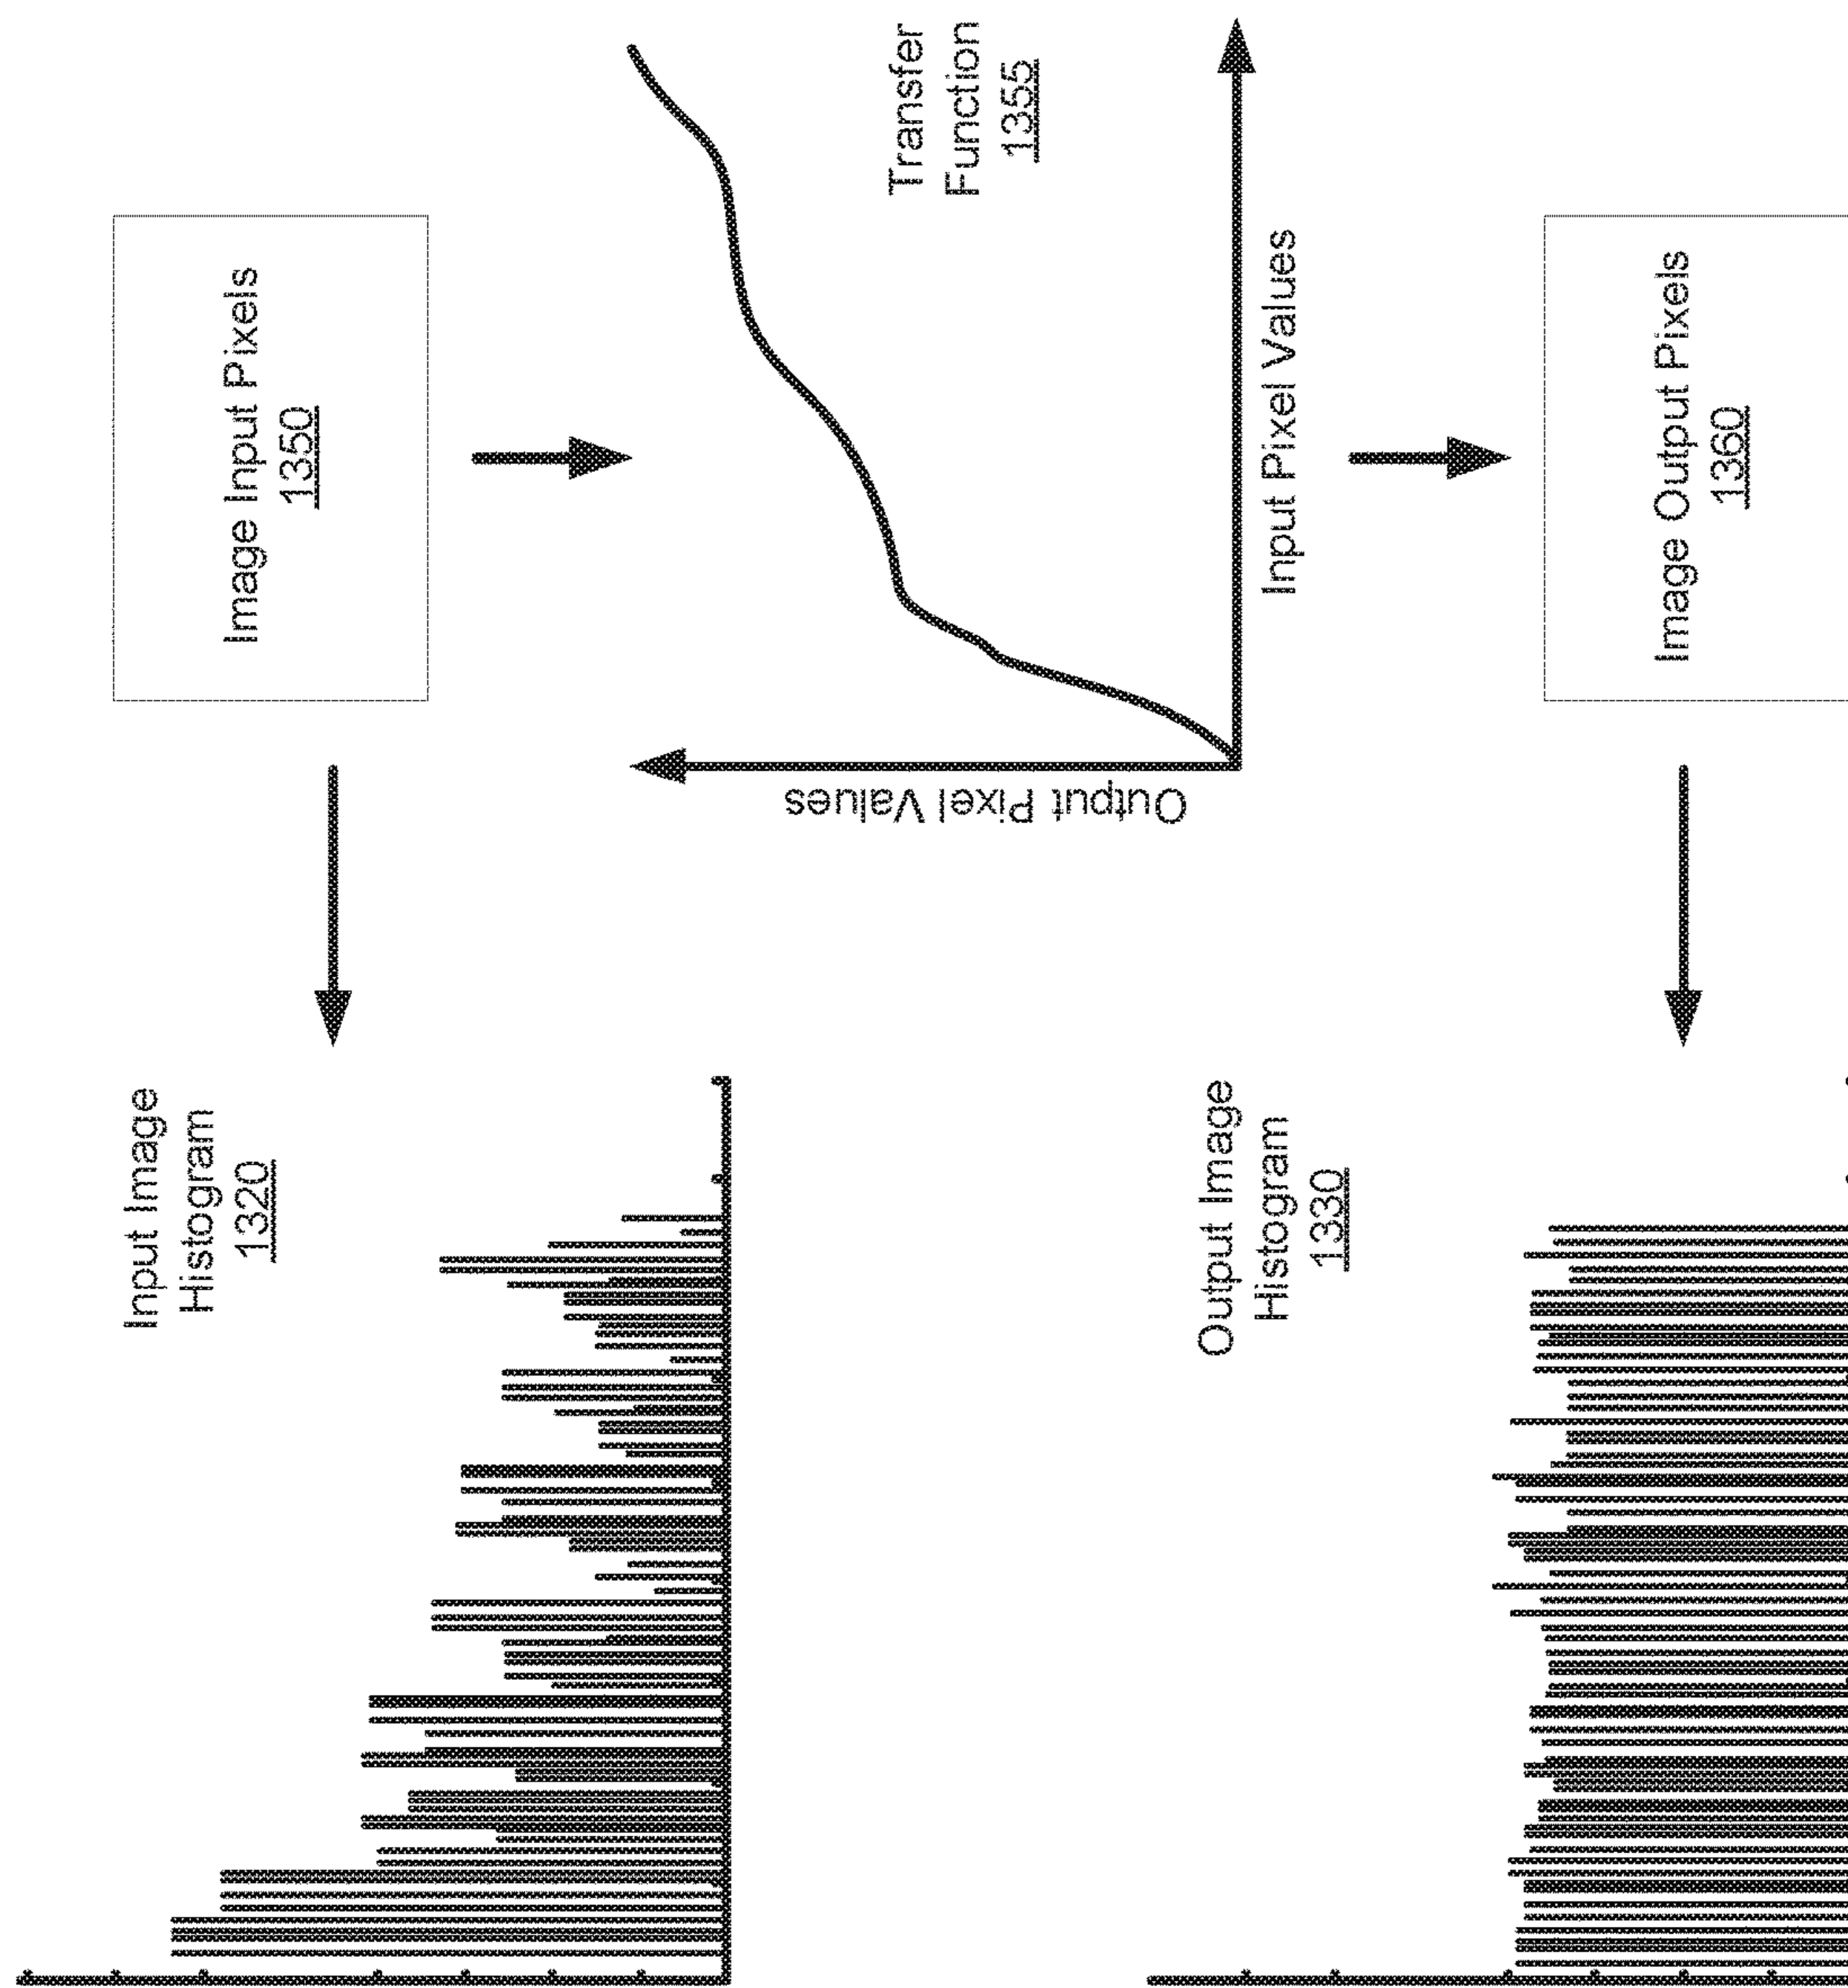 Input Image
Histogram
1320
Image Input Pixels
1350
Output Pixel Values
Transfer
Function
1355
Input Pixel Values
Output Image
Histogram
1330
Image Output Pixels
1360